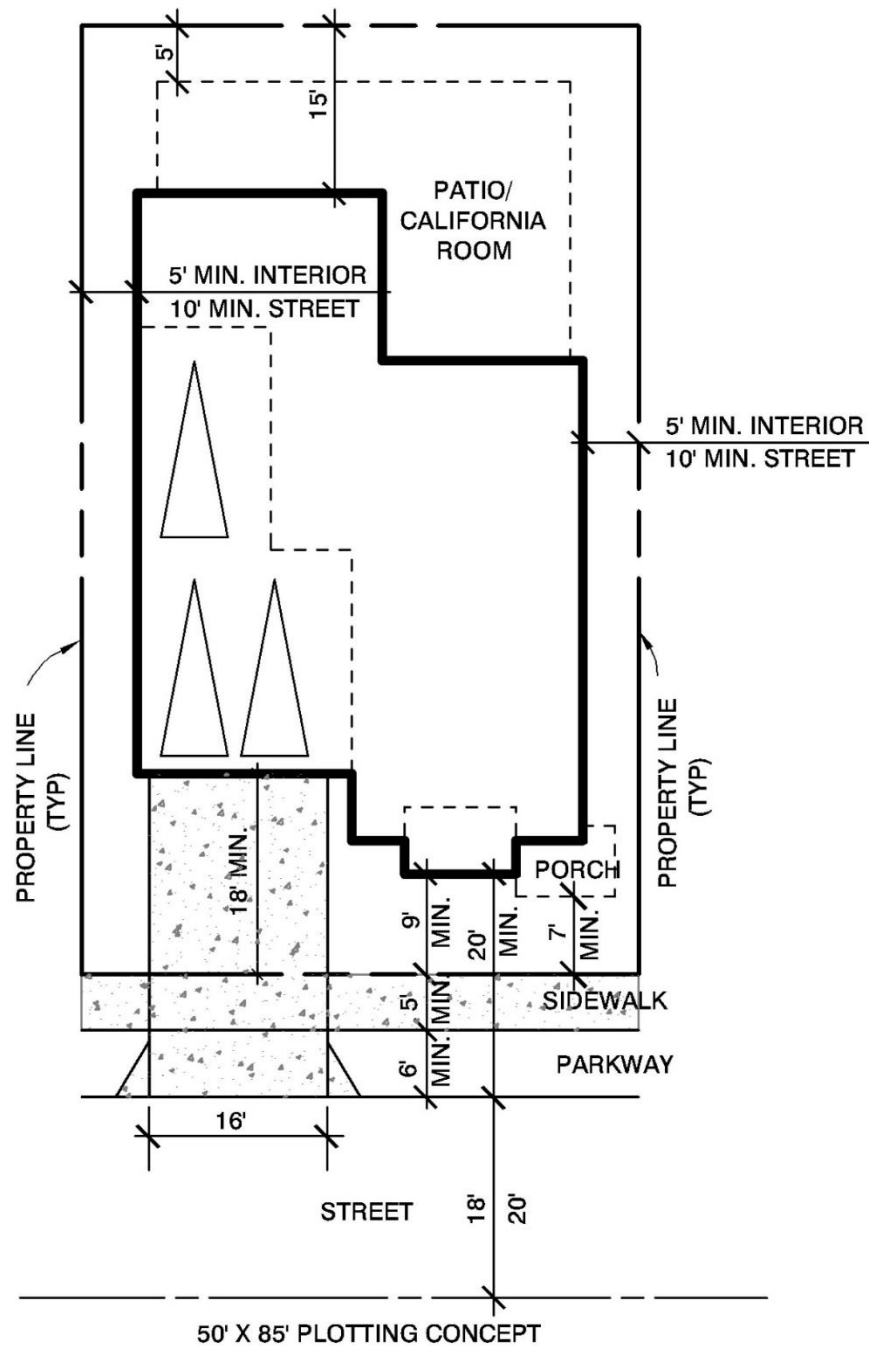 5'
15'
PATIO/
CALIFORNIA
ROOM
5' MIN. INTERIOR
10' MIN. STREET
5' MIN. INTERIOR
10' MIN. STREET
PROPERTY LINE
(TYP)
PROPERTY LINE
(TYP)
18' MIN.
PORCH
9'
MIN.
20'
MIN.
7'
MIN.
5' MIN.
SIDEWALK
6' MIN.
PARKWAY
16'
STREET
18'
20'
50' X 85' PLOTTING CONCEPT